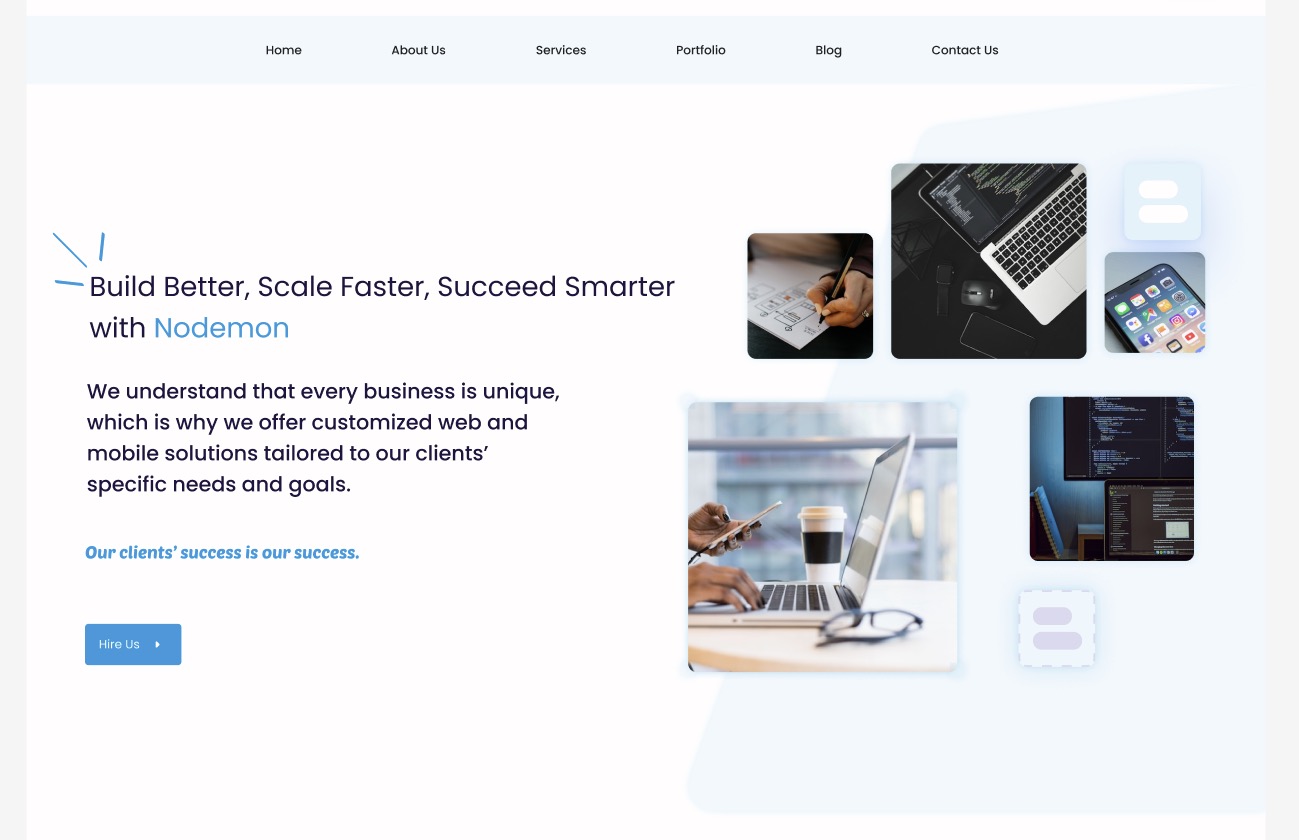 Home
About Us
Services
Portfolio
Blog
Contact Us
Build Better, Scale Faster, Succeed Smarter
with Nodemon
We understand that every business is unique,
which is why we offer customized web and
mobile solutions tailored to our clients’
specific needs and goals.
Our clients’ success is our success.
Hire Us